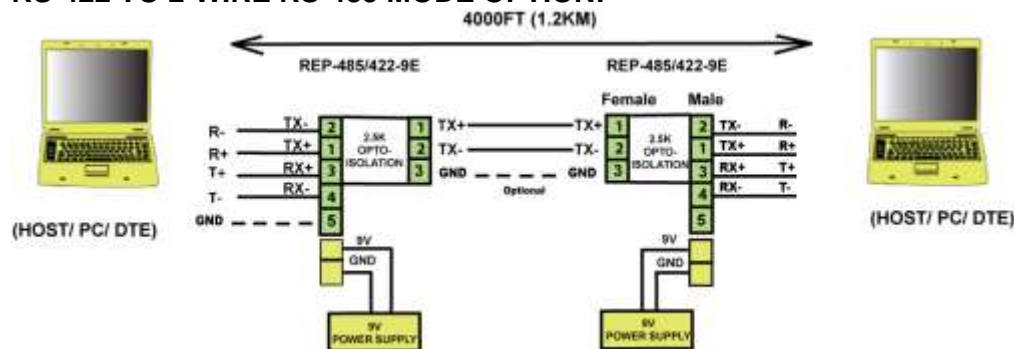 RS-422 TO 2-WIRE RS-485 MODE OPTION:
4000FT (1.2KM)
REP-485/422-9E
REP-485/422-9E
Female Male
R- TX- 2 1 TX+ TX+ 1 2 TX- R-
R+ TX+ 1 2.5K OPTO-ISOLATION 2 TX- TX- 2 2.5K OPTO-ISOLATION 1 TX+ R+
T+ RX+ 3 3 GND GND 3 3 RX+ T+
Optional
T- RX- 4 4 RX- T-
GND 5 5
(HOST/ PC/ DTE)
(HOST/ PC/ DTE)
9V
GND
9V
GND
9V
POWER SUPPLY
9V
POWER SUPPLY